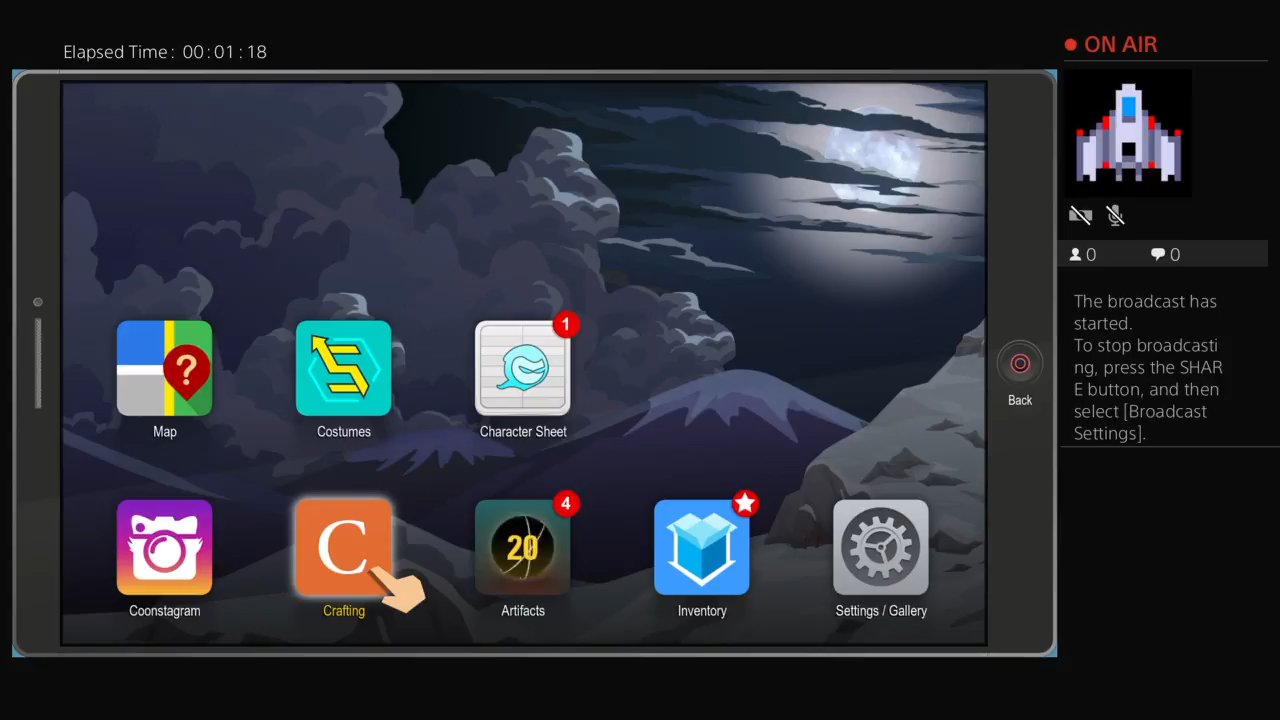 Elapsed Time: 00:01:18
ON AIR
0
0
The broadcast has
started.
To stop broadcasti
ng, press the SHAR
E button, and then
select [Broadcast
Settings].
Back
?
1
Map
Costumes
Character Sheet
C
4
20
Coonstagram
Crafting
Artifacts
Inventory
Settings / Gallery